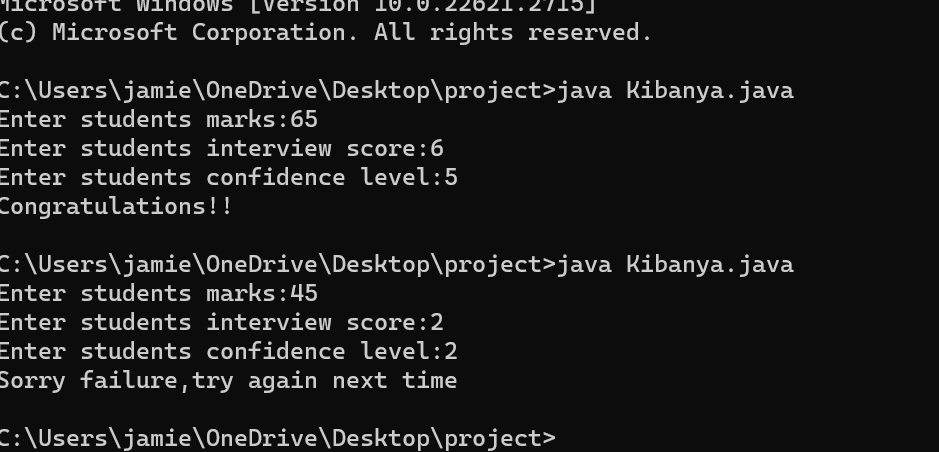 Microsoft Windows [Version 10.0.22621.2715]
(c) Microsoft Corporation. All rights reserved.
C:\Users\jamie\OneDrive\Desktop\project>java Kibanya.java
Enter students marks:65
Enter students interview score:6
Enter students confidence level:5
Congratulations!!
C:\Users\jamie\OneDrive\Desktop\project>java Kibanya.java
Enter students marks:45
Enter students interview score:2
Enter students confidence level:2
Sorry failure,try again next time
C:\Users\jamie\OneDrive\Desktop\project>